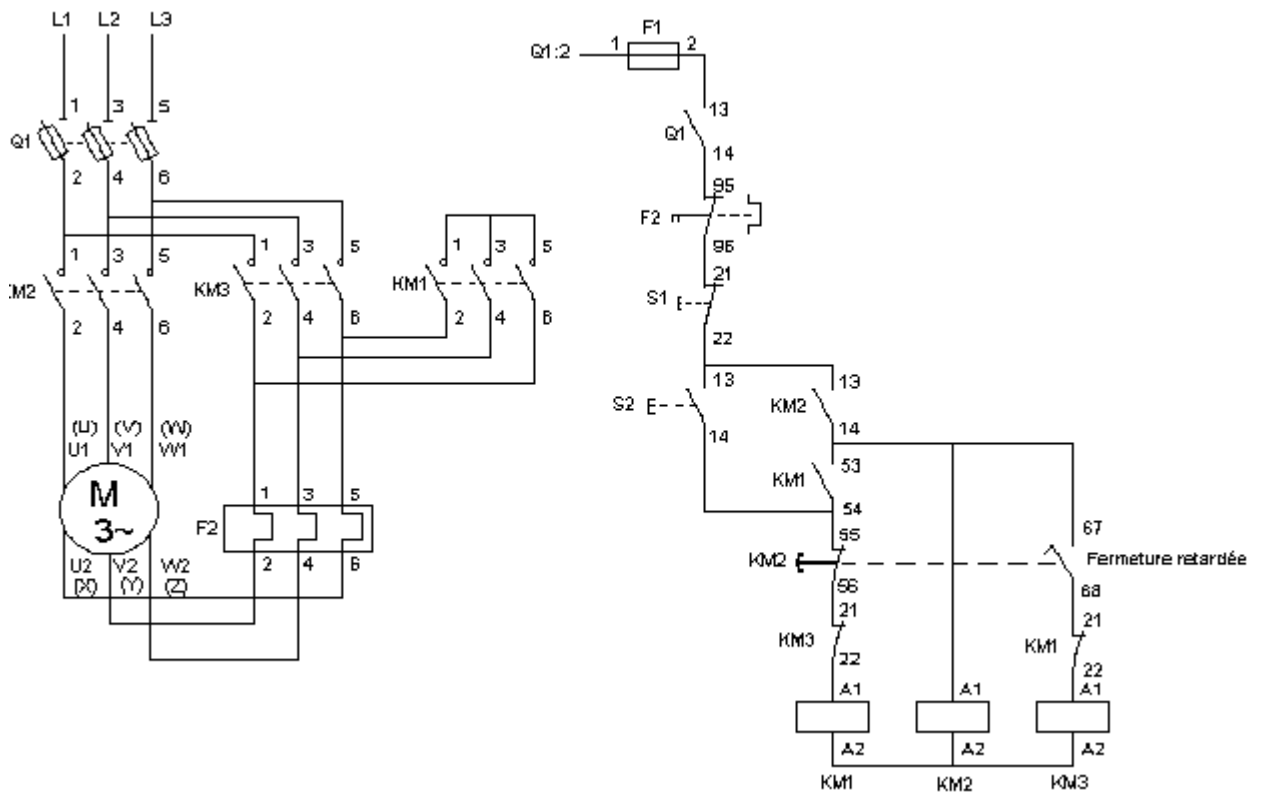 L1 L2 L3
1 3 5
Q1
2 4 6
1 3 5
KM2
2 4 6
1 3 5
KM3
2 4 6
1 3 5
KM1
2 4 6
(U) (V) (W)
U1 V1 W1
M
3~
U2 V2 W2
(X) (Y) (Z)
1 3 5
F2
2 4 6
F1
Q1:2 1 2
13
Q1
14
95
F2
96
21
S1
22
13
S2
14
13
KM2
14
53
KM1
54
55
KM2
56
67
Fermeture retardée
68
21
KM3
22
21
KM1
22
A1 A1 A1
A2 A2 A2
KM1 KM2 KM3